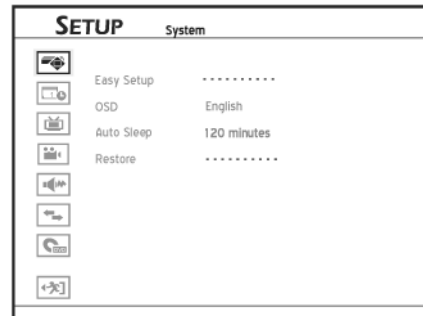 SETUP System
Easy Setup ··········
OSD English
Auto Sleep 120 minutes
Restore ··········